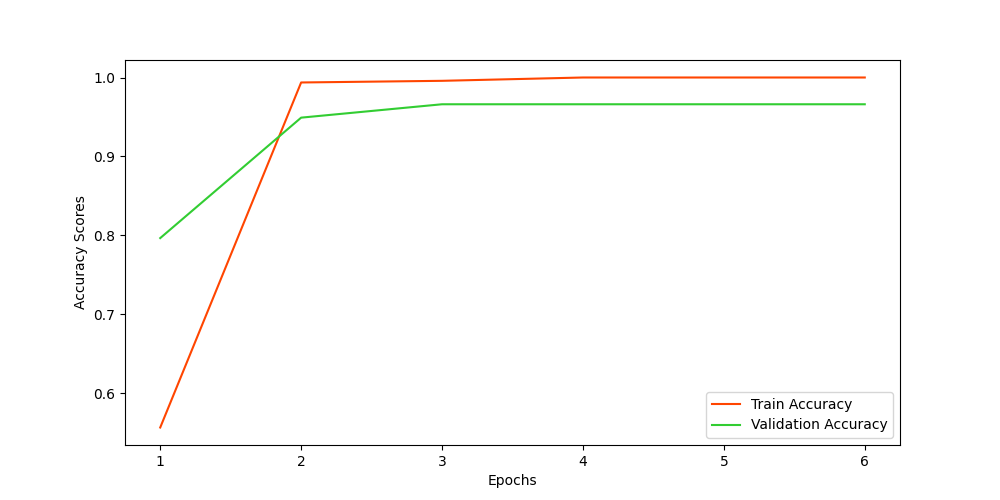 1.0
0.9
0.8
0.7
0.6
Accuracy Scores
Train Accuracy
Validation Accuracy
1 2 3 4 5 6
Epochs